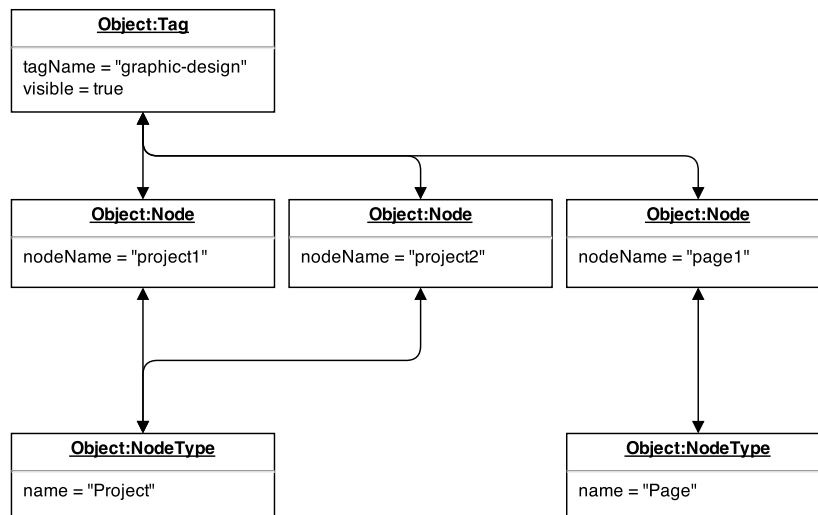 Object:Tag
tagName = "graphic-design"
visible = true
Object:Node
nodeName = "project1"
Object:Node
nodeName = "project2"
Object:Node
nodeName = "page1"
Object:NodeType
name = "Project"
Object:NodeType
name = "Page"